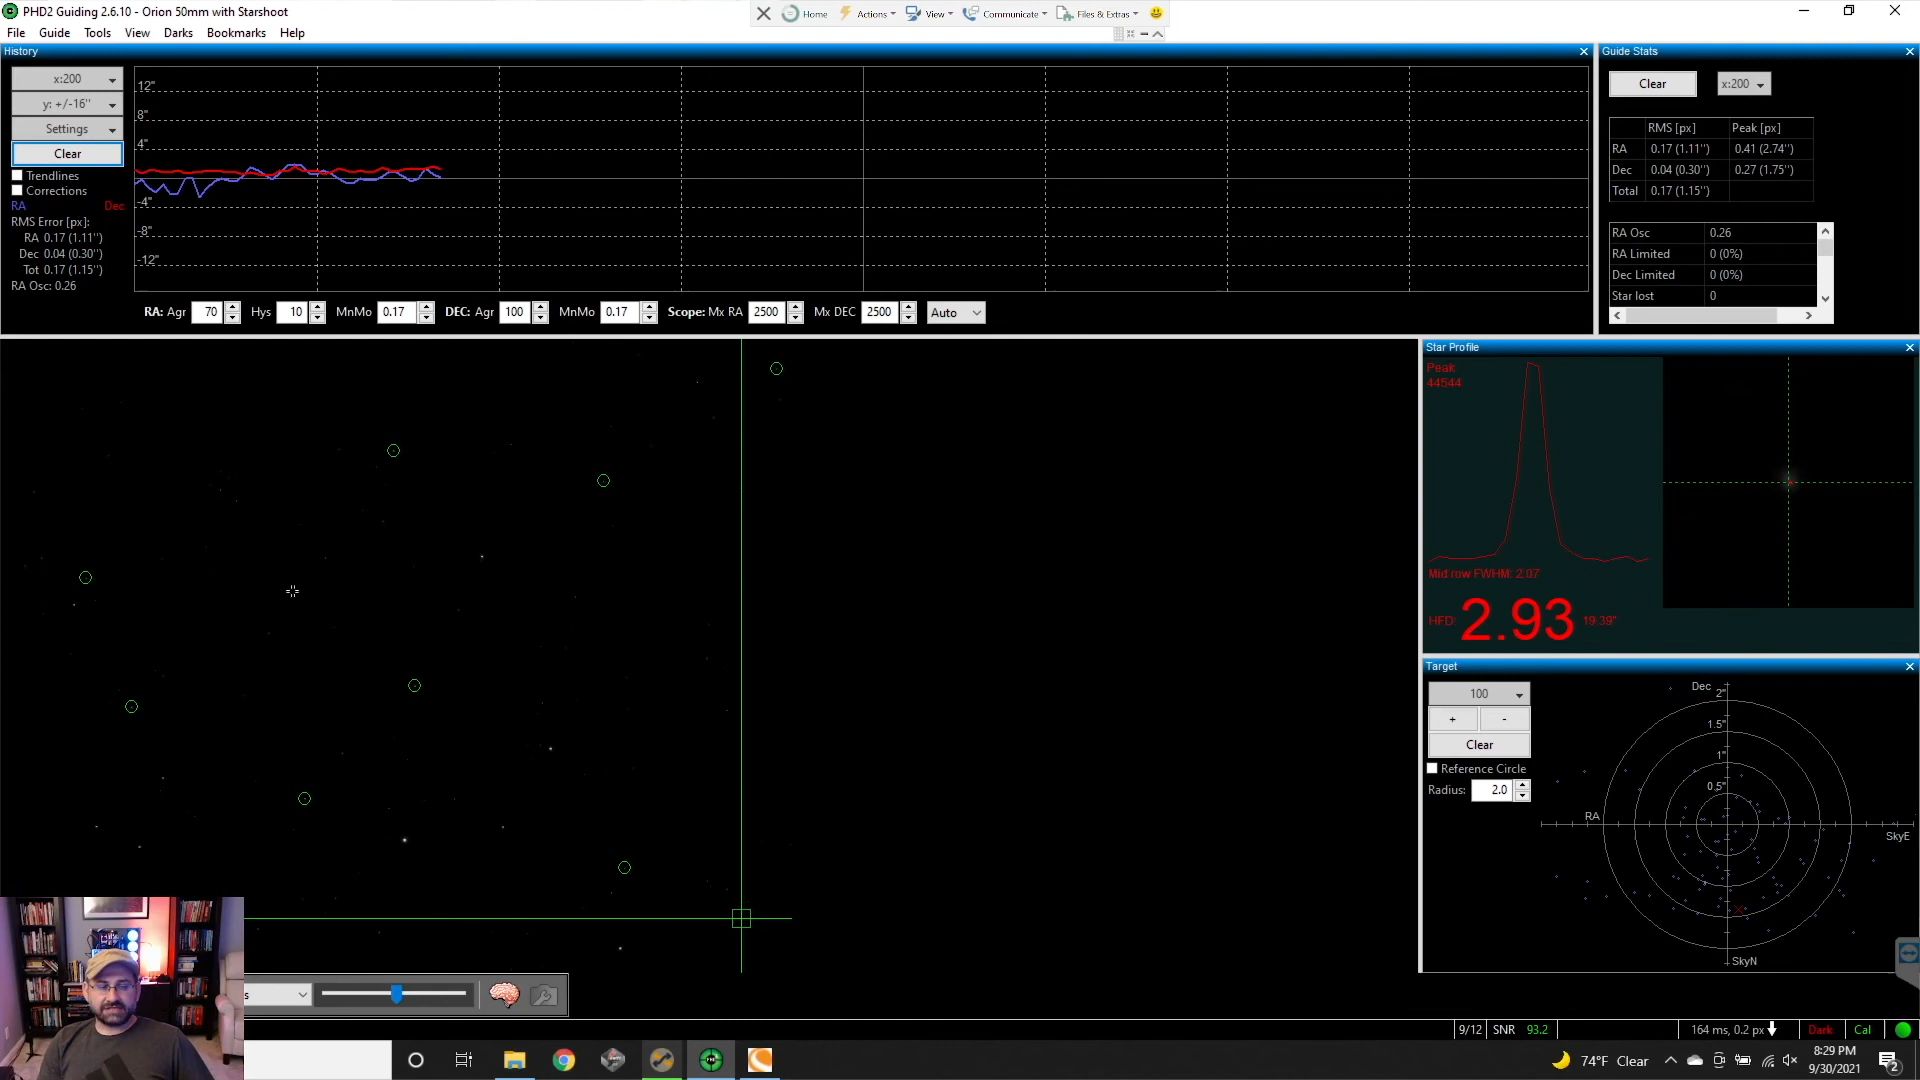 PHD2 Guiding 2.6.10 - Orion 50mm with Starshoot
Home Actions View Communicate Files & Extras
File Guide Tools View Darks Bookmarks Help
History
x:200
y: +/-16"
Settings
Clear
Trendlines
Corrections
RA Dec
RMS Error [px]:
RA 0.17 (1.11")
Dec 0.04 (0.30")
Tot 0.17 (1.15")
RA Osc: 0.26
12"
8"
4"
-4"
-8"
-12"
RA: Agr 70 Hys 10 MnMo 0.17 DEC: Agr 100 MnMo 0.17 Scope: Mx RA 2500 Mx DEC 2500 Auto
Guide Stats
Clear x:200
RMS [px] Peak [px]
RA 0.17 (1.11") 0.41 (2.74")
Dec 0.04 (0.30") 0.27 (1.75")
Total 0.17 (1.15")
RA Osc 0.26
RA Limited 0 (0%)
Dec Limited 0 (0%)
Star lost 0
Star Profile
Peak
44544
Mid row FWHM: 2.07
HFD: 2.93 19.39"
Target
100
+ -
Clear
Reference Circle
Radius: 2.0
Dec
2"
1.5"
1"
0.5"
RA
SkyE
SkyN
s
9/12 SNR 93.2 164 ms, 0.2 px Dark Cal
74°F Clear
8:29 PM
9/30/2021
2